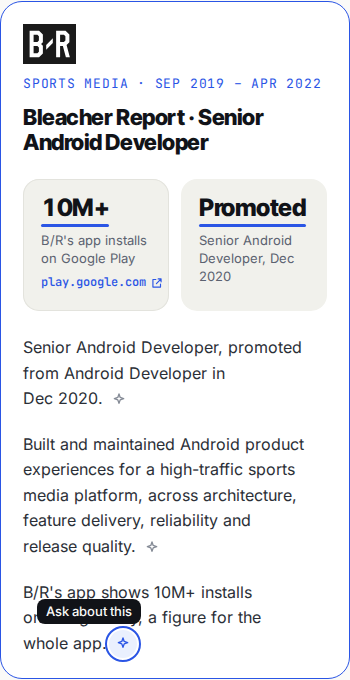 B/R
SPORTS MEDIA · SEP 2019 – APR 2022
Bleacher Report · Senior
Android Developer
10M+
B/R's app installs
on Google Play
play.google.com
Promoted
Senior Android
Developer, Dec
2020
Senior Android Developer, promoted
from Android Developer in
Dec 2020.
Built and maintained Android product
experiences for a high-traffic sports
media platform, across architecture,
feature delivery, reliability and
release quality.
B/R's app shows 10M+ installs
Ask about this
, a figure for the
whole app.